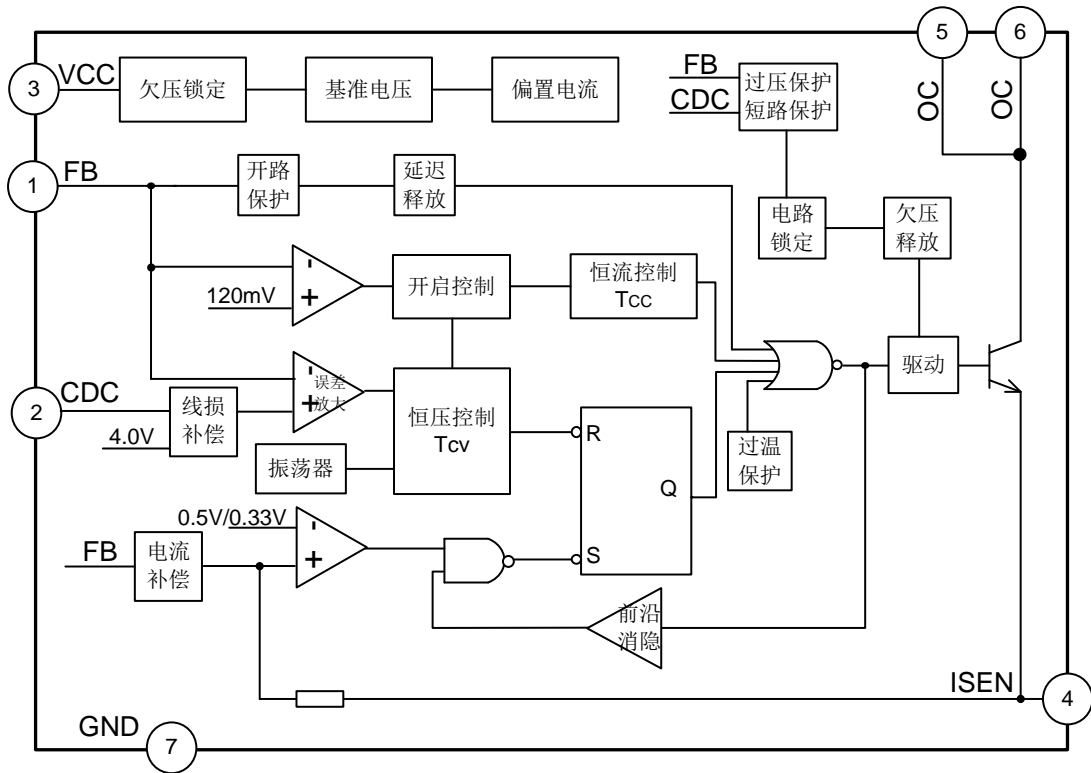 5
6
3
VCC
欠压锁定
基准电压
偏置电流
FB
CDC
过压保护
短路保护
OC
OC
1
FB
开路
保护
延迟
释放
电路
锁定
欠压
释放
-
+
120mV
开启控制
恒流控制
Tcc
驱动
2
CDC
4.0V
线损
补偿
-
+
误差
放大
恒压控制
Tcv
振荡器
R
Q
S
过温
保护
0.5V/0.33V
-
+
FB
电流
补偿
前沿
消隐
ISEN
4
GND
7